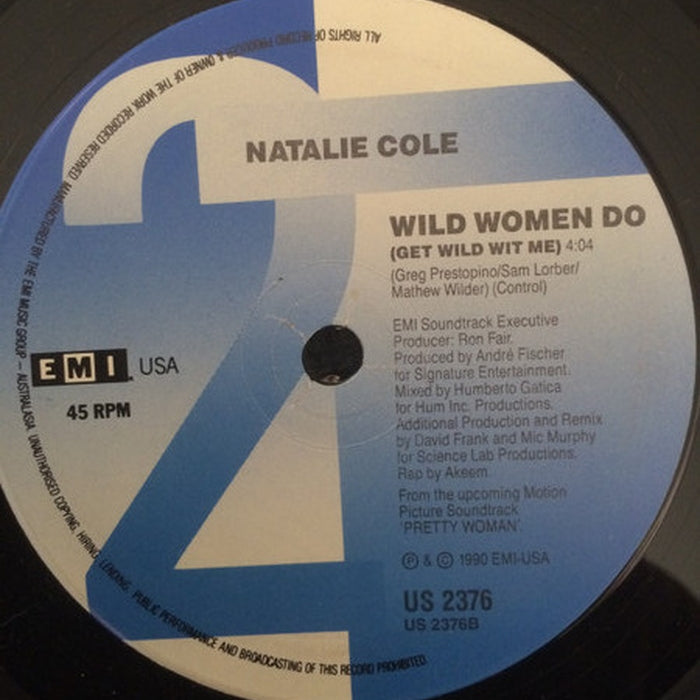 NATALIE COLE
WILD WOMEN DO
(GET WILD WIT ME) 4:04
(Greg Prestopino/Sam Lorber/
Mathew Wilder) (Control)
EMI Soundtrack Executive
Producer: Ron Fair.
Produced by André Fischer
for Signature Entertainment.
Mixed by Humberto Gatica
for Hum Inc. Productions.
Additional Production and Remix
by David Frank and Mic Murphy
for Science Lab Productions.
Rap by Akeem.
From the upcoming Motion
Picture Soundtrack
'PRETTY WOMAN'.
Ⓟ & © 1990 EMI-USA
US 2376
US 2376B
2
EMI. USA
45 RPM
ALL RIGHTS OF RECORD PRODUCER & OWNER OF THE WORK RECORDED RESERVED. MANUFACTURED BY THE EMI MUSIC GROUP — AUSTRALASIA. UNAUTHORISED COPYING, HIRING, LENDING, PUBLIC PERFORMANCE AND BROADCASTING OF THIS RECORD PROHIBITED.